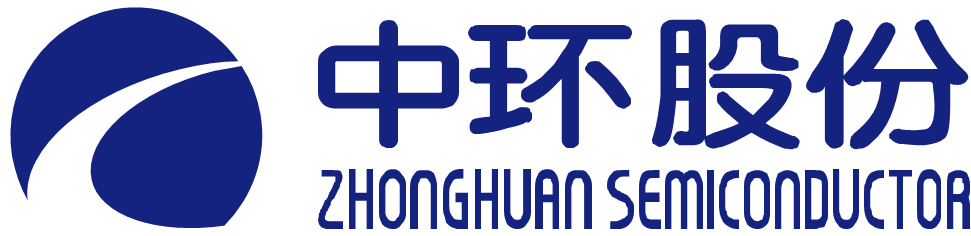 中环股份
ZHONGHUAN SEMICONDUCTOR